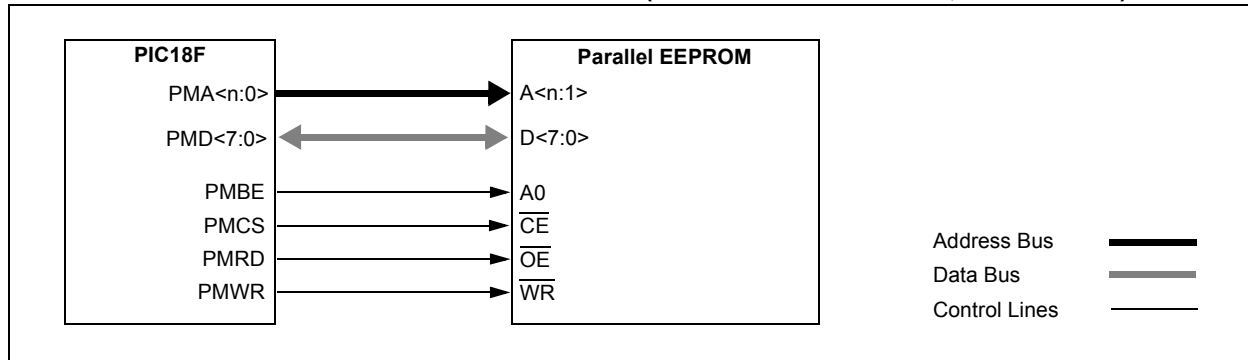 PIC18F
PMA<n:0>
PMD<7:0>
PMBE
PMCS
PMRD
PMWR
Parallel EEPROM
A<n:1>
D<7:0>
A0
CE
OE
WR
Address Bus
Data Bus
Control Lines